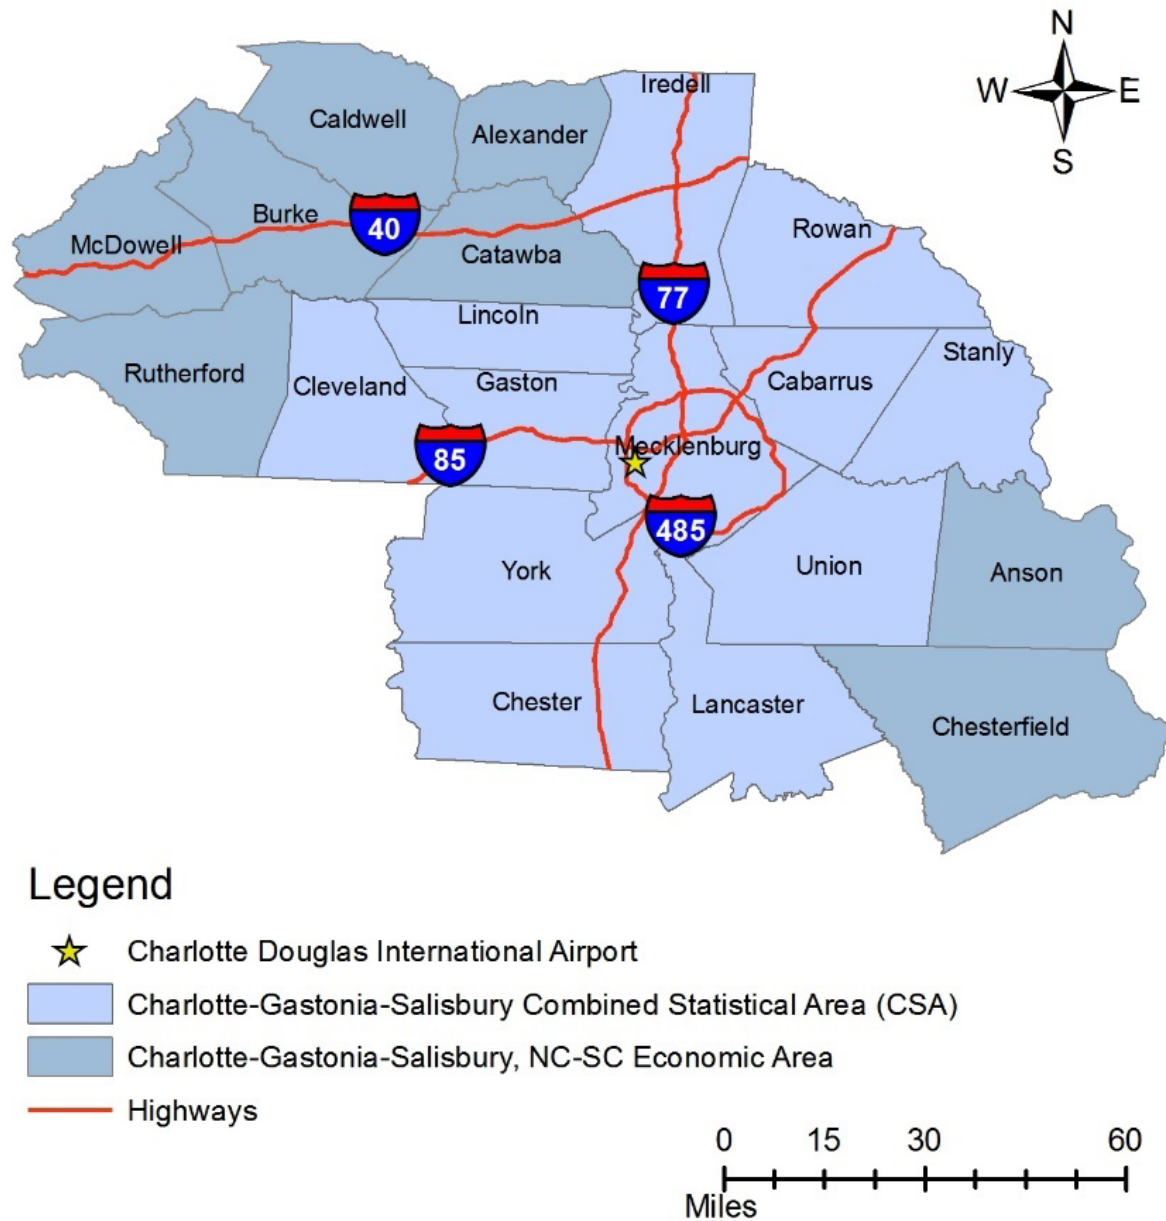 N
W E
S
Iredell
Caldwell
Alexander
Burke
40
Rowan
McDowell
Catawba
77
Lincoln
Stanly
Rutherford
Cleveland
Gaston
Cabarrus
Mecklenburg
85
485
York
Union
Anson
Chester
Lancaster
Chesterfield
Legend
Charlotte Douglas International Airport
Charlotte-Gastonia-Salisbury Combined Statistical Area (CSA)
Charlotte-Gastonia-Salisbury, NC-SC Economic Area
Highways
0 15 30 60
Miles